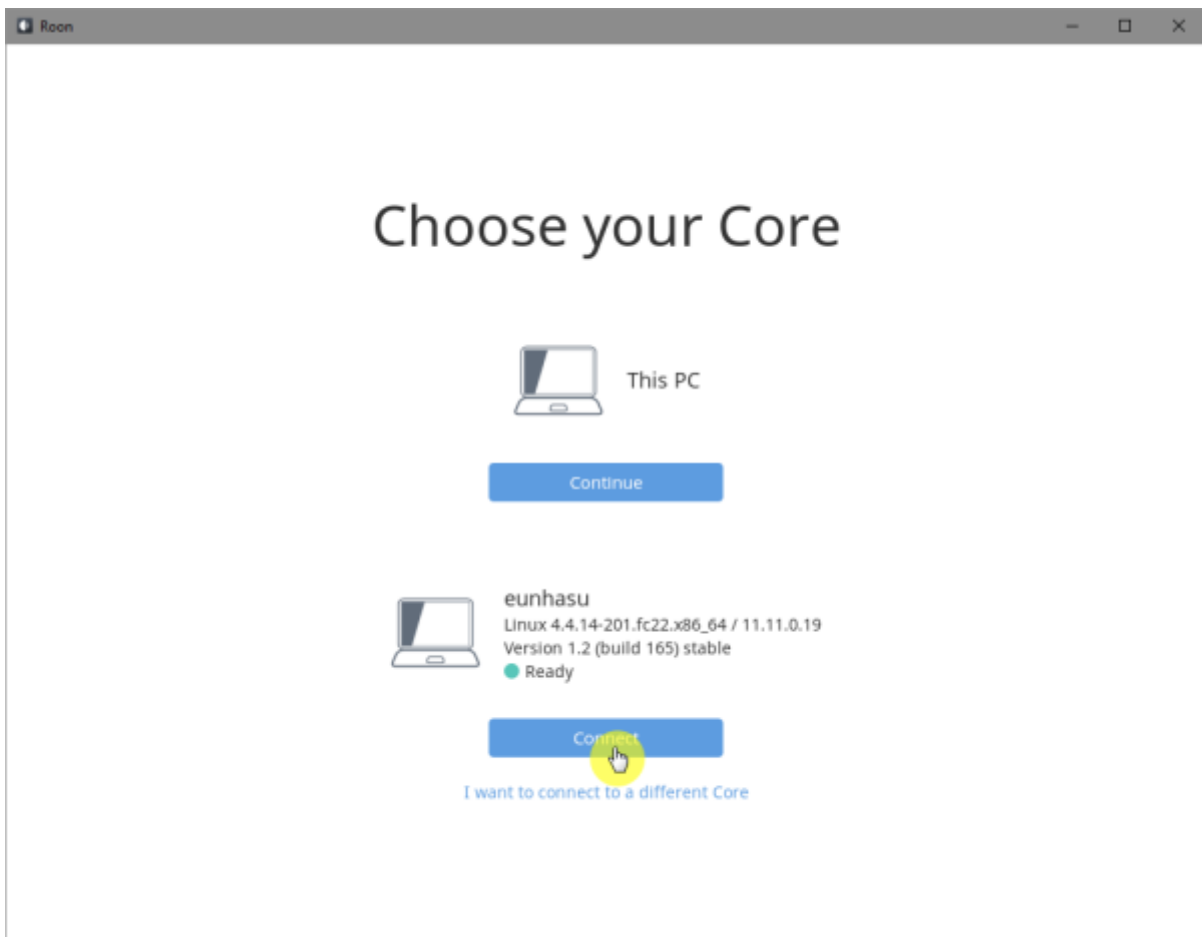 Roon
Choose your Core
This PC
Continue
eunhasu
Linux 4.4.14-201.fc22.x86_64 / 11.11.0.19
Version 1.2 (build 165) stable
Ready
Connect
I want to connect to a different Core